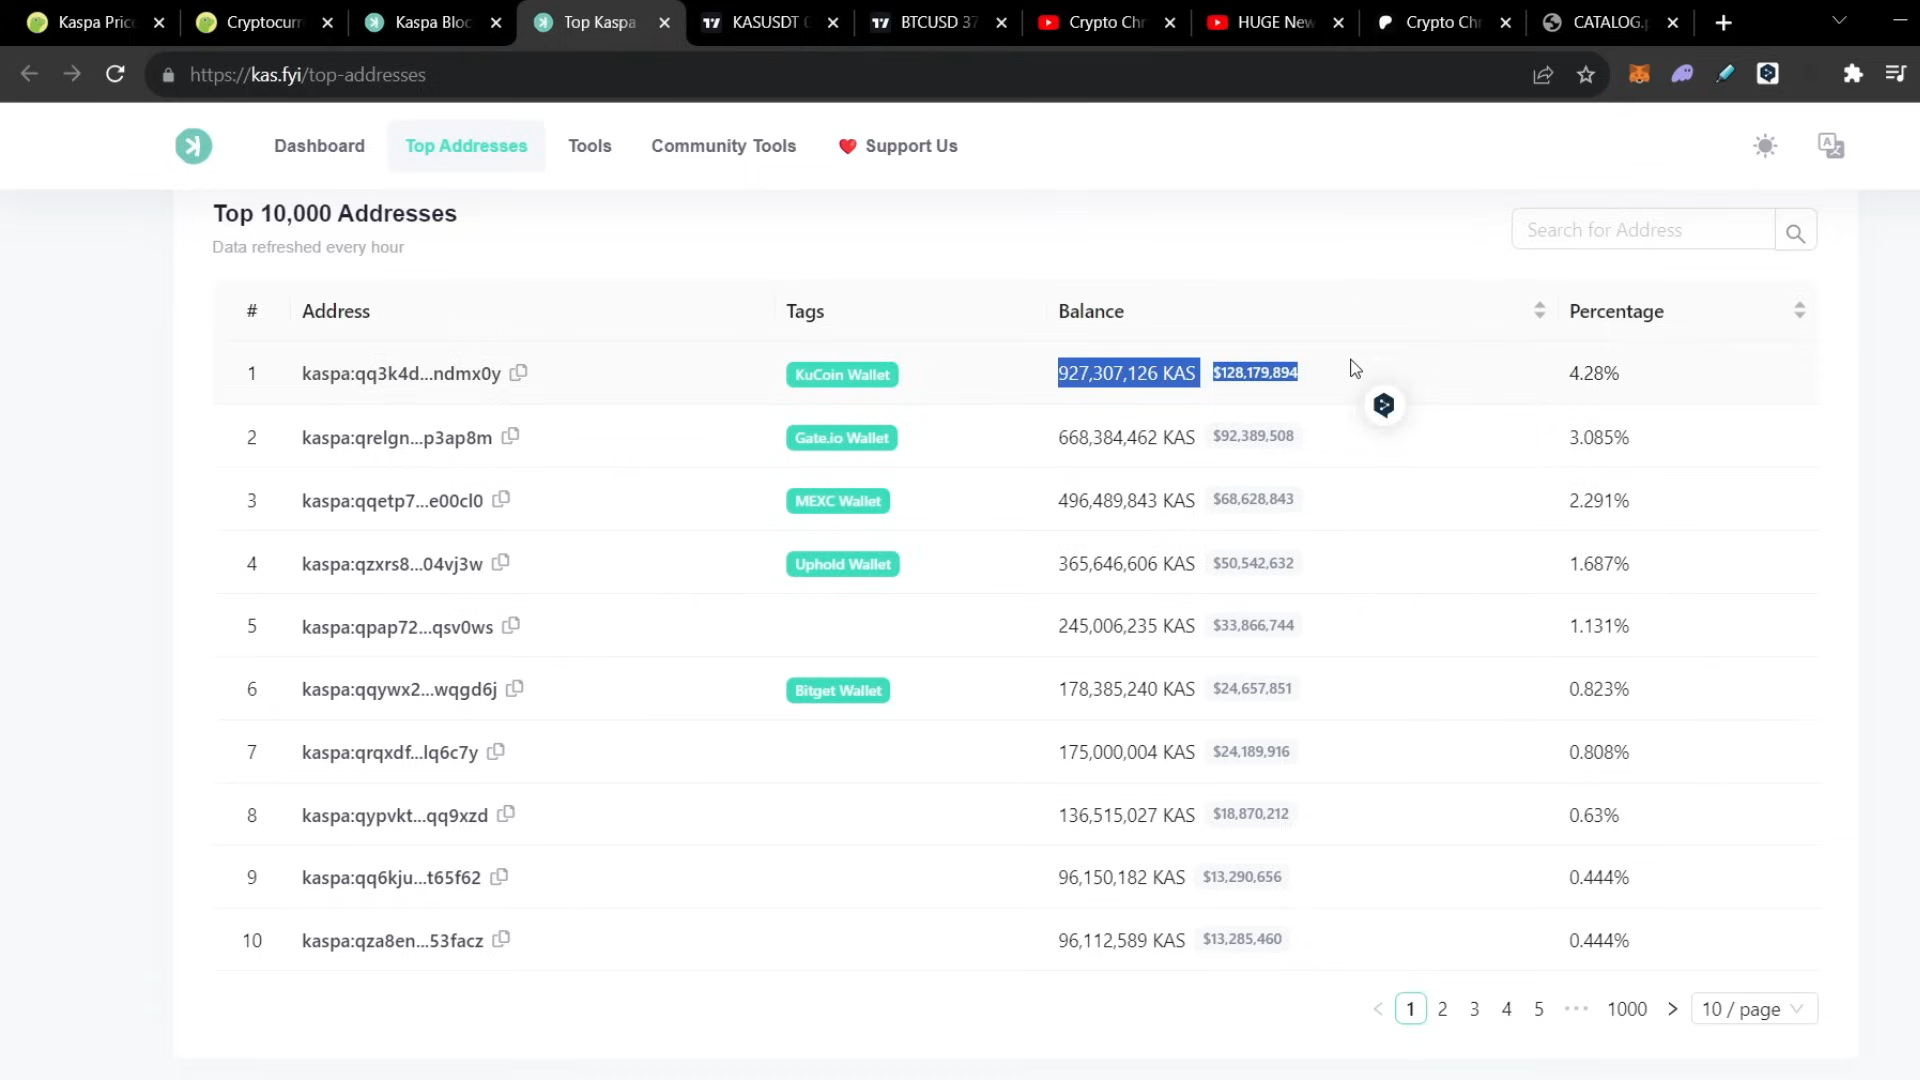 Kaspa Pric
Cryptocurr
Kaspa Bloc
Top Kaspa
KASUSDT
BTCUSD 37
Crypto Chr
HUGE New
Crypto Ch
CATALOG.p
https://kas.fyi/top-addresses
Dashboard
Top Addresses
Tools
Community Tools
Support Us
Top 10,000 Addresses
Data refreshed every hour
Search for Address
# Address Tags Balance Percentage
1 kaspa:qq3k4d...ndmx0y KuCoin Wallet 927,307,126 KAS $128,179,894 4.28%
2 kaspa:qrelgn...p3ap8m Gate.io Wallet 668,384,462 KAS $92,389,508 3.085%
3 kaspa:qqetp7...e00cl0 MEXC Wallet 496,489,843 KAS $68,628,843 2.291%
4 kaspa:qzxrs8...04vj3w Uphold Wallet 365,646,606 KAS $50,542,632 1.687%
5 kaspa:qpap72...qsv0ws 245,006,235 KAS $33,866,744 1.131%
6 kaspa:qqywx2...wqgd6j Bitget Wallet 178,385,240 KAS $24,657,851 0.823%
7 kaspa:qrqxdf...lq6c7y 175,000,004 KAS $24,189,916 0.808%
8 kaspa:qypvkt...qq9xzd 136,515,027 KAS $18,870,212 0.63%
9 kaspa:qq6kju...t65f62 96,150,182 KAS $13,290,656 0.444%
10 kaspa:qza8en...53facz 96,112,589 KAS $13,285,460 0.444%
< 1 2 3 4 5 ••• 1000 > 10 / page